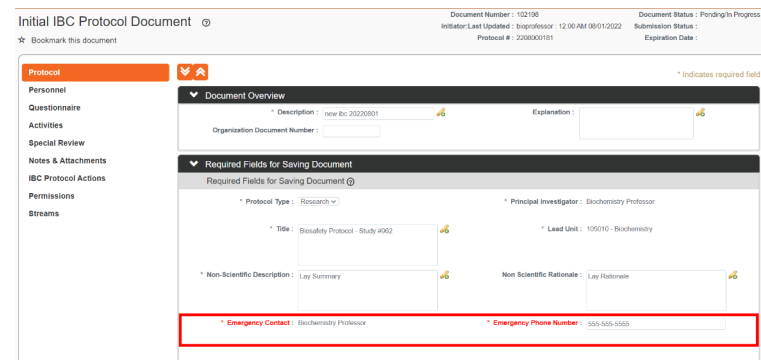 Initial IBC Protocol Document
Bookmark this document
Document Number : 102198
Initiator:Last Updated : bioprofessor : 12:00 AM 08/01/2022
Protocol # : 2208000181
Document Status : Pending/In Progress
Submission Status :
Expiration Date :
Protocol
Personnel
Questionnaire
Activities
Special Review
Notes & Attachments
IBC Protocol Actions
Permissions
Streams
* Indicates required field
Document Overview
* Description : new ibc 20220801
Explanation :
Organization Document Number :
Required Fields for Saving Document
Required Fields for Saving Document
* Protocol Type : Research
* Principal Investigator : Biochemistry Professor
* Title : Biosafety Protocol - Study #902
* Lead Unit : 105010 - Biochemistry
* Non-Scientific Description : Lay Summary
Non Scientific Rationale : Lay Rationale
* Emergency Contact : Biochemistry Professor
* Emergency Phone Number : 555-555-5555